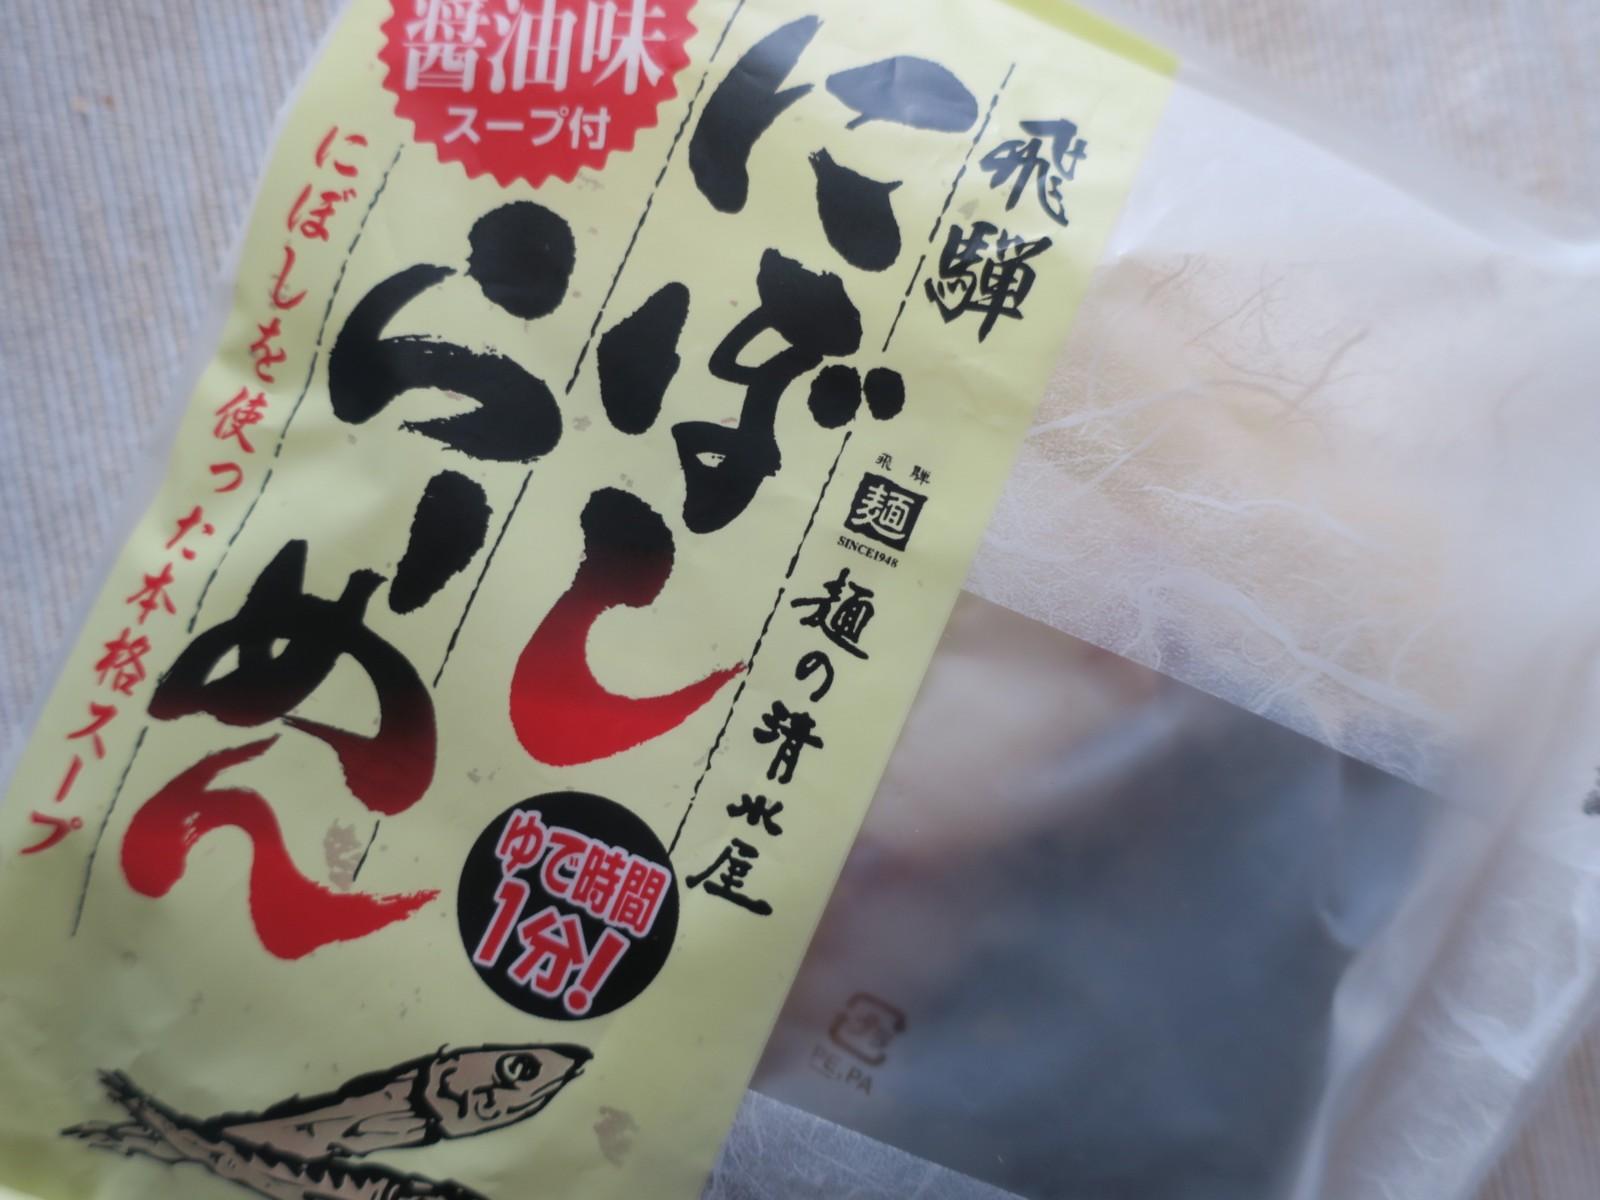 醤油味
スープ付
飛騨
にぼし
らーめん
にぼしを使った本格スープ
飛騨
麺
SINCE1948
麺の清水屋
ゆで時間
1分!
プラ
PE,PA